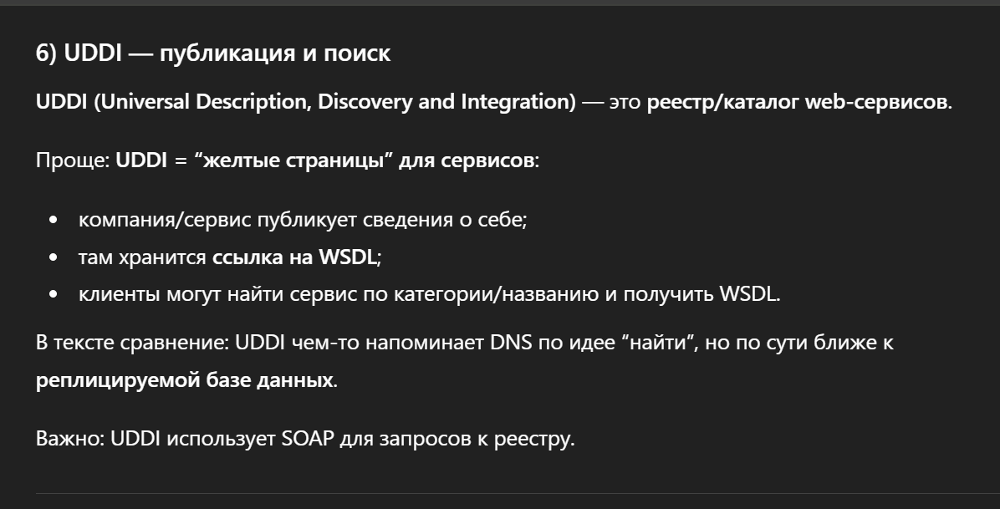 6) UDDI — публикация и поиск
UDDI (Universal Description, Discovery and Integration) — это реестр/каталог web-сервисов.
Проще: UDDI = “желтые страницы” для сервисов:
• компания/сервис публикует сведения о себе;
• там хранится ссылка на WSDL;
• клиенты могут найти сервис по категории/названию и получить WSDL.
В тексте сравнение: UDDI чем-то напоминает DNS по идее “найти”, но по сути ближе к
реплицируемой базе данных.
Важно: UDDI использует SOAP для запросов к реестру.